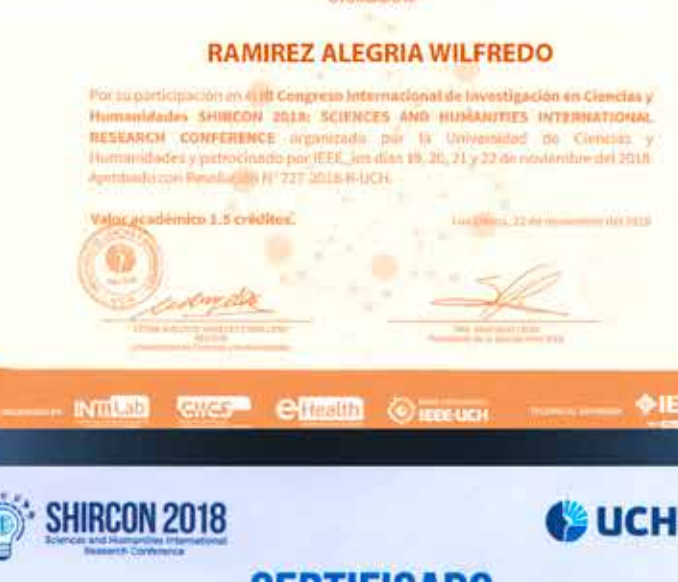 RAMIREZ ALEGRIA WILFREDO
Por su participación en el III Congreso Internacional de Investigación en Ciencias y
Humanidades SHIRCON 2018: SCIENCES AND HUMANITIES INTERNATIONAL
RESEARCH CONFERENCE organizado por la Universidad de Ciencias y
Humanidades y patrocinado por IEEE, los días 19, 20, 21 y 22 de noviembre del 2018.
Aprobado con Resolución N° 727-2018-R-UCH.
Valor académico 1.5 créditos.
Los Olivos, 22 de noviembre del 2018
INTILab
e-Health
IEEE-UCH
SHIRCON 2018
UCH
Sciences and Humanities International
Research Conference
CERTIFICADO